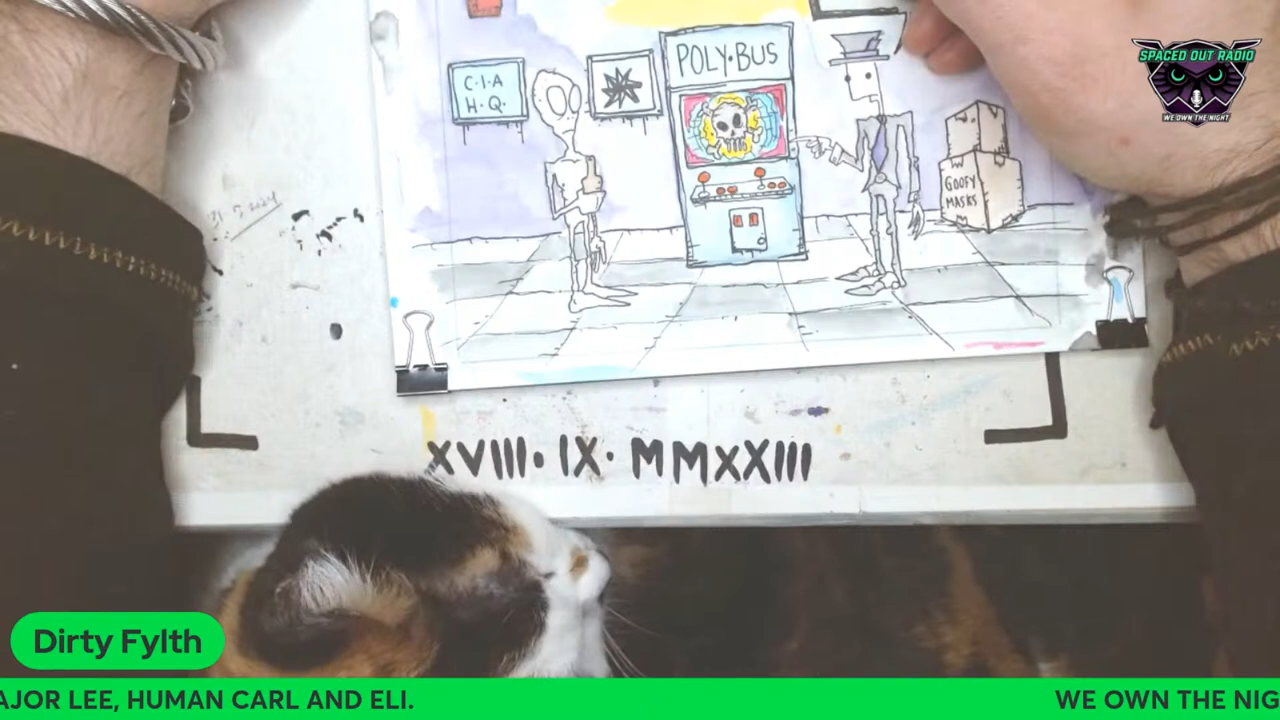 SPACED OUT RADIO
WE OWN THE NIGHT
POLY•BUS
C•I•A
H•Q•
GOOFY
MASKS
XVIII• IX• MMXXIII
Dirty Fylth
AJOR LEE, HUMAN CARL AND ELI.
WE OWN THE NIG